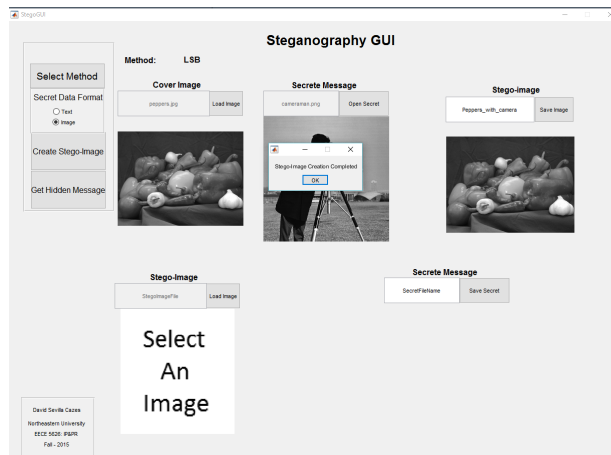 StegoGUI
Steganography GUI
Method: LSB
Select Method
Secret Data Format
Text
Image
Create Stego-Image
Get Hidden Message
Cover Image
peppers.jpg
Load Image
Secrete Message
cameraman.png
Open Secret
Stego-image
Peppers_with_camera
Save Image
Stego-Image Creation Completed
OK
Stego-Image
StegoImageFile
Load Image
Select
An
Image
Secrete Message
SecretFileName
Save Secret
David Sevilla Cazes
Northeastern University
EECE 5626: IP&PR
Fall - 2015